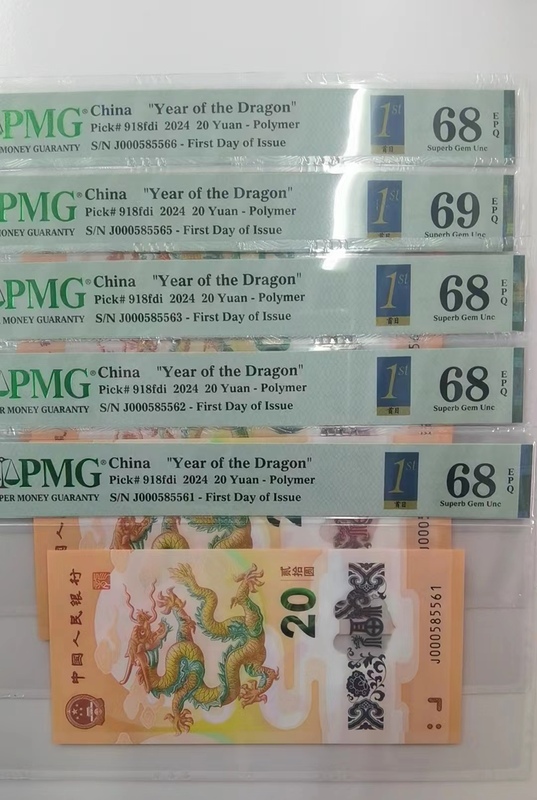 PMG® China "Year of the Dragon"
Pick# 918fdi 2024 20 Yuan - Polymer
MONEY GUARANTY S/N J000585566 - First Day of Issue
1st
首日
68 EPQ
Superb Gem Unc
PMG® China "Year of the Dragon"
Pick# 918fdi 2024 20 Yuan - Polymer
MONEY GUARANTY S/N J000585565 - First Day of Issue
1st
69 EPQ
Superb Gem Unc
PMG® China "Year of the Dragon"
Pick# 918fdi 2024 20 Yuan - Polymer
MONEY GUARANTY S/N J000585563 - First Day of Issue
1st
首日
68 EPQ
Superb Gem Unc
PMG® China "Year of the Dragon"
Pick# 918fdi 2024 20 Yuan - Polymer
R MONEY GUARANTY S/N J000585562 - First Day of Issue
1st
首日
68 EPQ
Superb Gem Unc
PMG® China "Year of the Dragon"
Pick# 918fdi 2024 20 Yuan - Polymer
PER MONEY GUARANTY S/N J000585561 - First Day of Issue
1st
首日
68 EPQ
Superb Gem Unc
中国人民银行
贰拾圆
20
J000585561